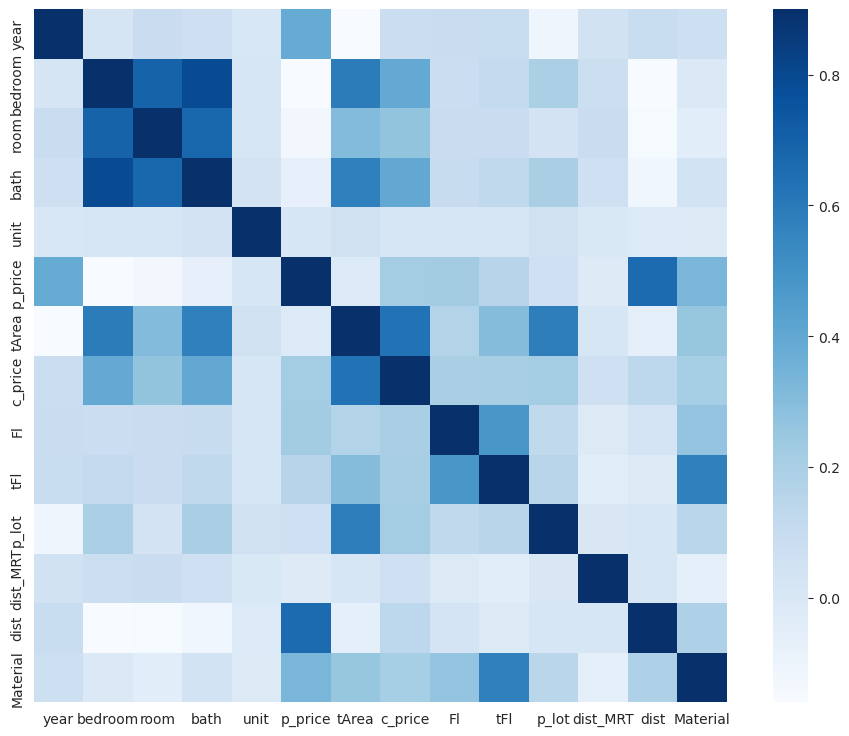 year
bedroom
room
bath
unit
p_price
tArea
c_price
Fl
tFl
p_lot
dist_MRT
dist
Material
year bedroom room bath unit p_price tArea c_price Fl tFl p_lot dist_MRT dist Material
0.8
0.6
0.4
0.2
0.0